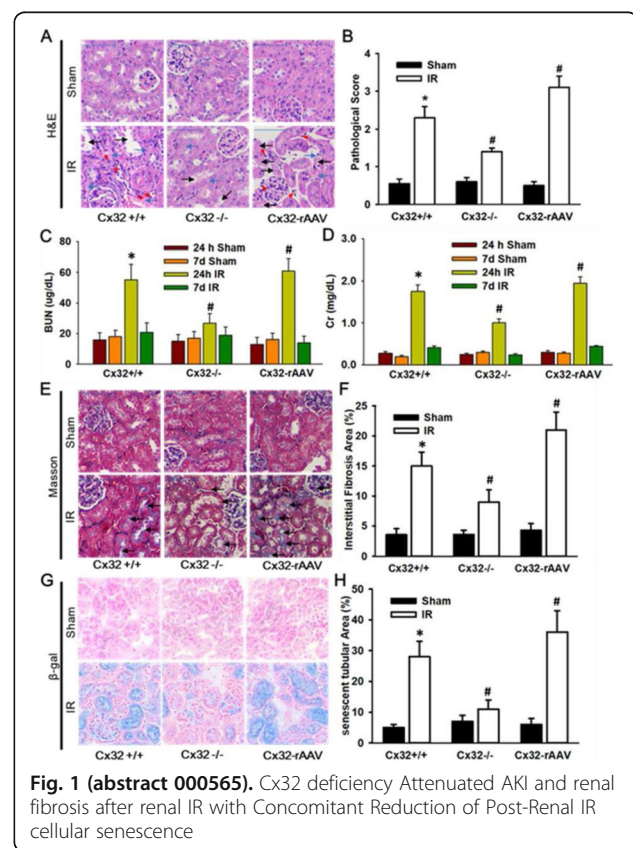 A
B
Sham
IR
H&E
Sham
IR
Cx32 +/+
Cx32 -/-
Cx32-rAAV
Pathological Score
4
3
2
1
0
*
#
#
Cx32+/+
Cx32-/-
Cx32-rAAV
C
24 h Sham
7d Sham
24h IR
7d IR
BUN (ug/dL)
80
60
40
20
0
*
#
#
Cx32+/+
Cx32-/-
Cx32-rAAV
D
24 h Sham
7d Sham
24h IR
7d IR
Cr (mg/dL)
3.0
2.0
1.0
0.0
*
#
#
Cx32+/+
Cx32-/-
Cx32-rAAV
E
Masson
Sham
IR
Cx32 +/+
Cx32 -/-
Cx32-rAAV
F
Sham
IR
Interstitial Fibrosis Area (%)
25
20
15
10
5
0
*
#
#
Cx32+/+
Cx32-/-
Cx32-rAAV
G
β-gal
Sham
IR
Cx32 +/+
Cx32 -/-
Cx32-rAAV
H
Sham
IR
senescent tubular Area (%)
50
40
30
20
10
0
*
#
#
Cx32+/+
Cx32-/-
Cx32-rAAV
Fig. 1 (abstract 000565). Cx32 deficiency Attenuated AKI and renal
fibrosis after renal IR with Concomitant Reduction of Post-Renal IR
cellular senescence